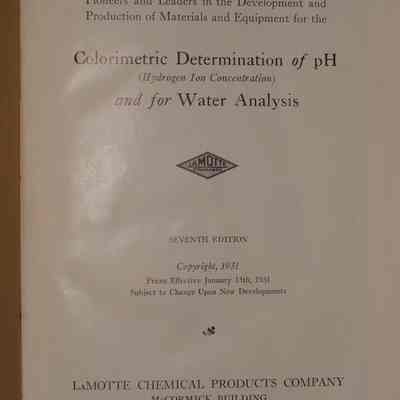 Pioneers and Leaders in the Development and
Production of Materials and Equipment for the
Colorimetric Determination of pH
(Hydrogen Ion Concentration)
and for Water Analysis
LaMOTTE
SEVENTH EDITION
Copyright, 1931
Prices Effective January 15th, 1931
Subject to Change Upon New Developments
LAMOTTE CHEMICAL PRODUCTS COMPANY
McCORMICK BUILDING